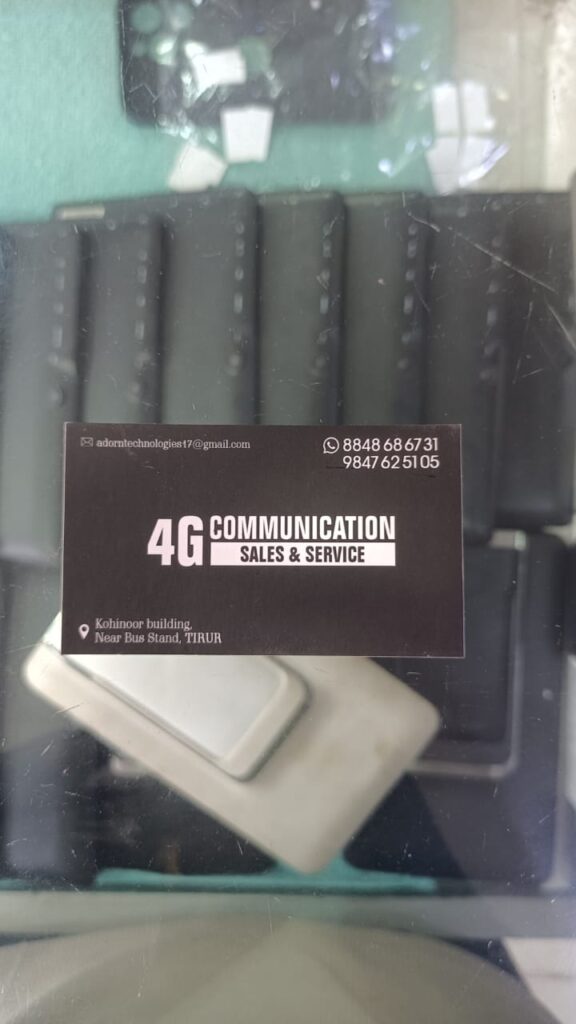 adorntechnologies17@gmail.com
8848 68 6731
9847 62 51 05
4G COMMUNICATION
SALES & SERVICE
Kohinoor building,
Near Bus Stand, TIRUR